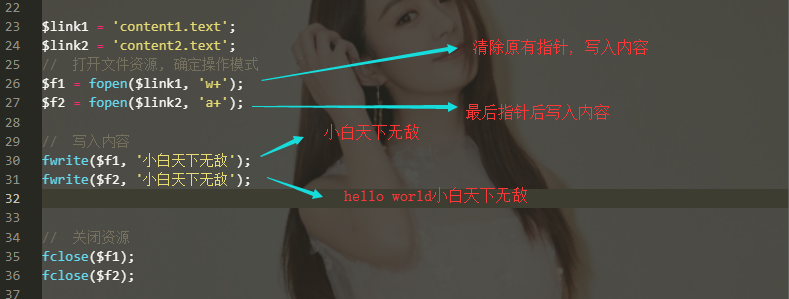 22
23 $link1 = 'content1.text';
24 $link2 = 'content2.text';
25 // 打开文件资源, 确定操作模式
26 $f1 = fopen($link1, 'w+');
27 $f2 = fopen($link2, 'a+');
28
29 // 写入内容
30 fwrite($f1, '小白天下无敌');
31 fwrite($f2, '小白天下无敌');
32
33
34 // 关闭资源
35 fclose($f1);
36 fclose($f2);
37
清除原有指针, 写入内容
最后指针后写入内容
小白天下无敌
hello world小白天下无敌